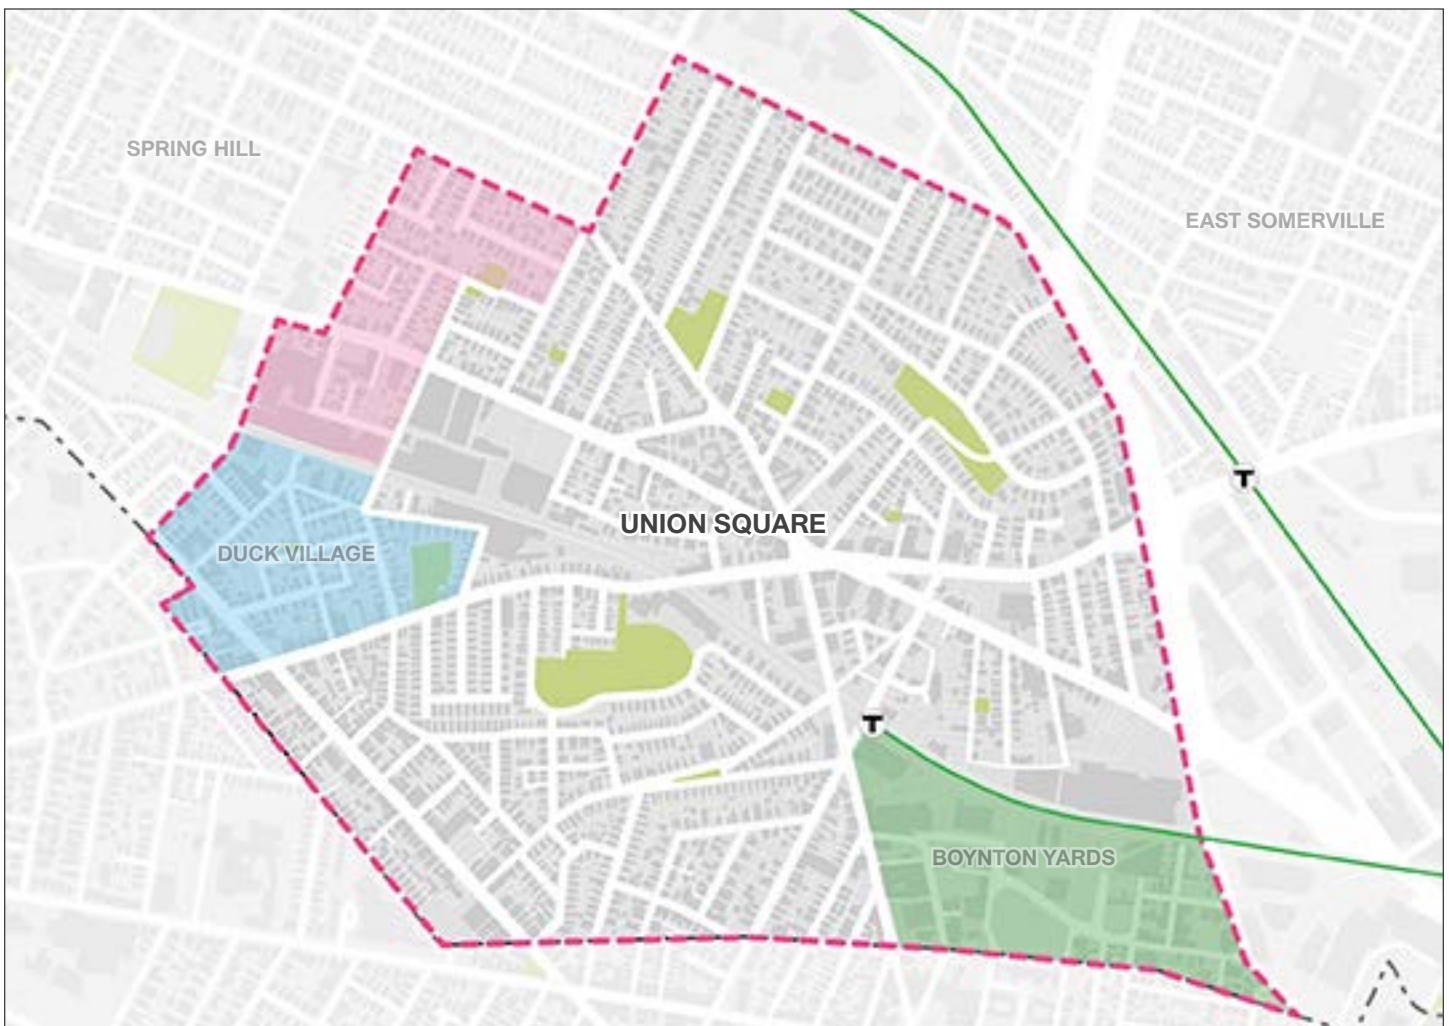 SPRING HILL
EAST SOMERVILLE
T
UNION SQUARE
DUCK VILLAGE
T
BOYNTON YARDS